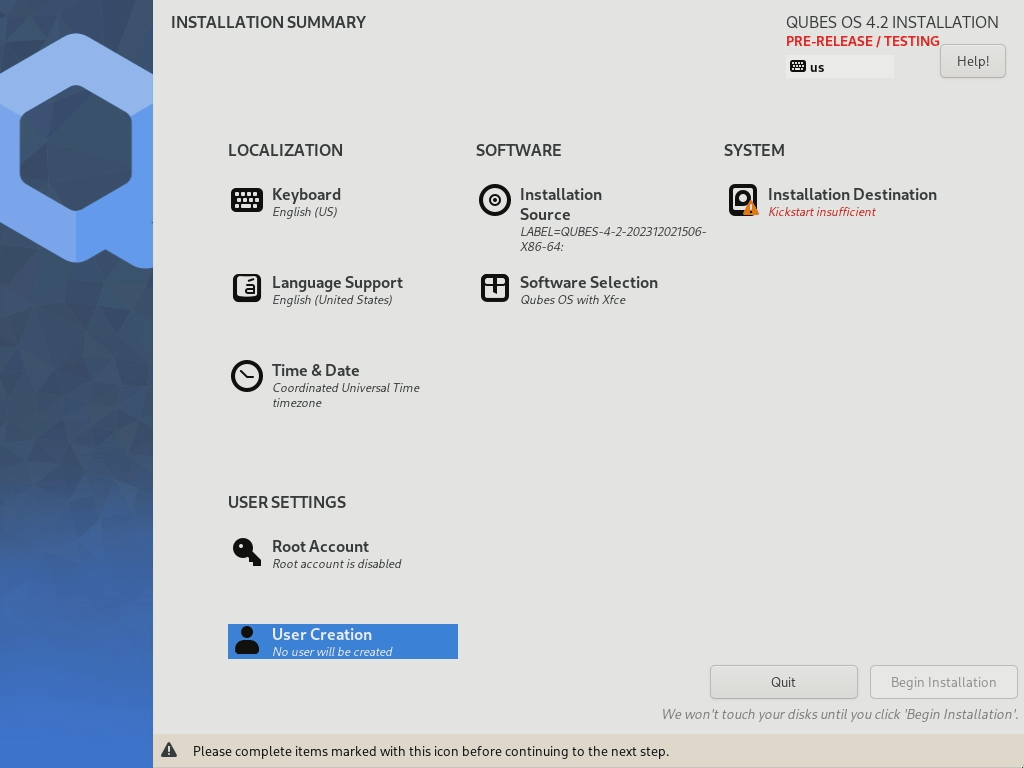 INSTALLATION SUMMARY
QUBES OS 4.2 INSTALLATION
PRE-RELEASE / TESTING
us
Help!
LOCALIZATION
SOFTWARE
SYSTEM
Keyboard
English (US)
Installation
Source
LABEL=QUBES-4-2-202312021506-
X86-64:
Installation Destination
Kickstart insufficient
Language Support
English (United States)
Software Selection
Qubes OS with Xfce
Time & Date
Coordinated Universal Time
timezone
USER SETTINGS
Root Account
Root account is disabled
User Creation
No user will be created
Quit
Begin Installation
We won't touch your disks until you click 'Begin Installation'.
Please complete items marked with this icon before continuing to the next step.